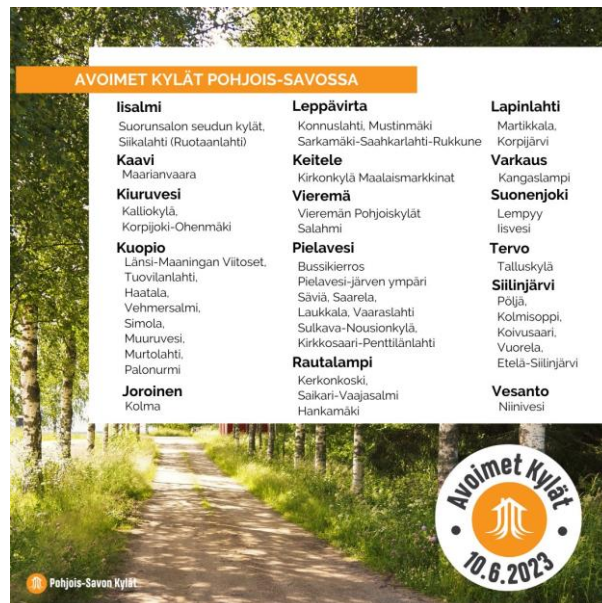 AVOIMET KYLÄT POHJOIS-SAVOSSA
Iisalmi
Suorunsalon seudun kylät,
Siikalahti (Ruotaanlahti)
Kaavi
Maarianvaara
Kiuruvesi
Kalliokylä,
Korpijoki-Ohenmäki
Kuopio
Länsi-Maaningan Viitoset,
Tuovilanlahti,
Haatala,
Vehmersalmi,
Simola,
Muuruvesi,
Murtolahti,
Palonurmi
Joroinen
Kolma
Leppävirta
Konnuslahti, Mustinmäki
Sarkamäki-Saahkarlahti-Rukkune
Keitele
Kirkonkylä Maalaismarkkinat
Vieremä
Vieremän Pohjoiskylät
Salahmi
Pielavesi
Bussikierros
Pielavesi-järven ympäri
Säviä, Saarela,
Laukkala, Vaaraslahti
Sulkava-Nousionkylä,
Kirkkosaari-Penttilänlahti
Rautalampi
Kerkonkoski,
Saikari-Vaajasalmi
Hankamäki
Lapinlahti
Martikkala,
Korpijärvi
Varkaus
Kangaslampi
Suonenjoki
Lempyy
Iisvesi
Tervo
Talluskylä
Siilinjärvi
Pöljä,
Kolmisoppi,
Koivusaari,
Vuorela,
Etelä-Siilinjärvi
Vesanto
Niinivesi
Avoimet Kylät
10.6.2023
Pohjois-Savon Kylät